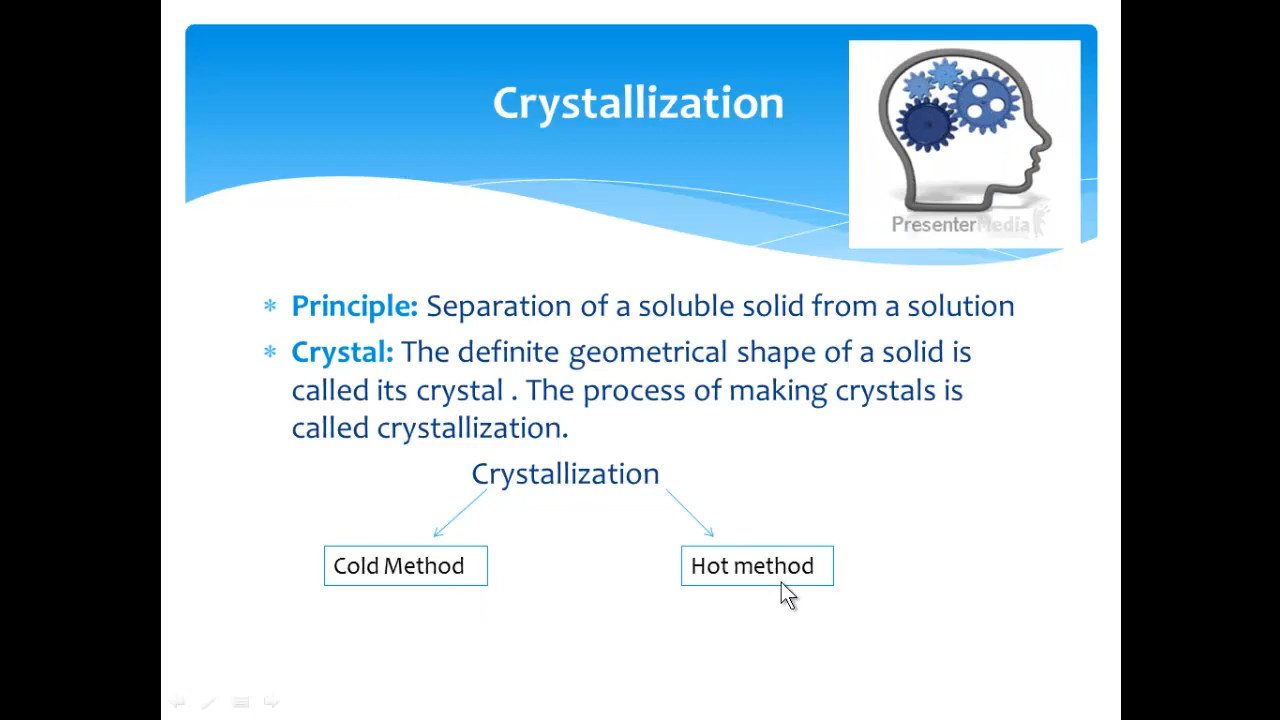 Crystallization
PresenterMedia
* Principle: Separation of a soluble solid from a solution
* Crystal: The definite geometrical shape of a solid is
called its crystal . The process of making crystals is
called crystallization.
Crystallization
Cold Method
Hot method